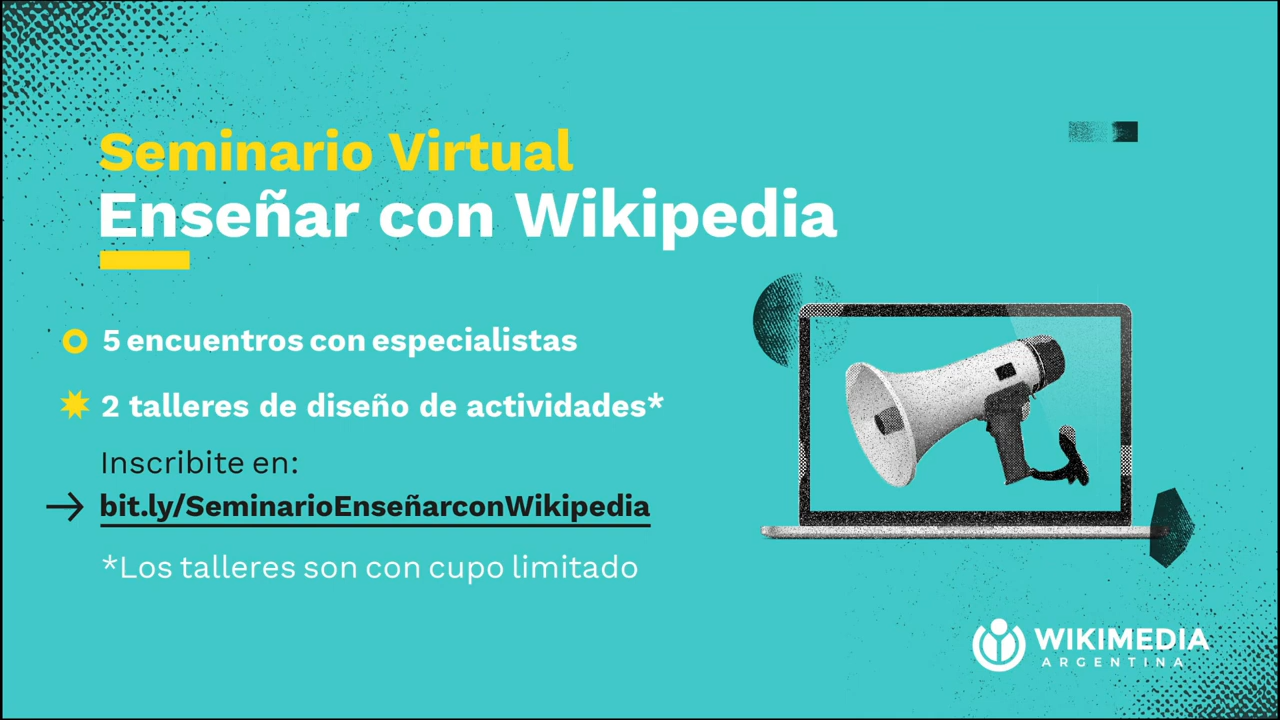 Seminario Virtual
Enseñar con Wikipedia
5 encuentros con especialistas
2 talleres de diseño de actividades*
Inscribite en:
bit.ly/SeminarioEnseñarconWikipedia
*Los talleres son con cupo limitado
WIKIMEDIA
ARGENTINA